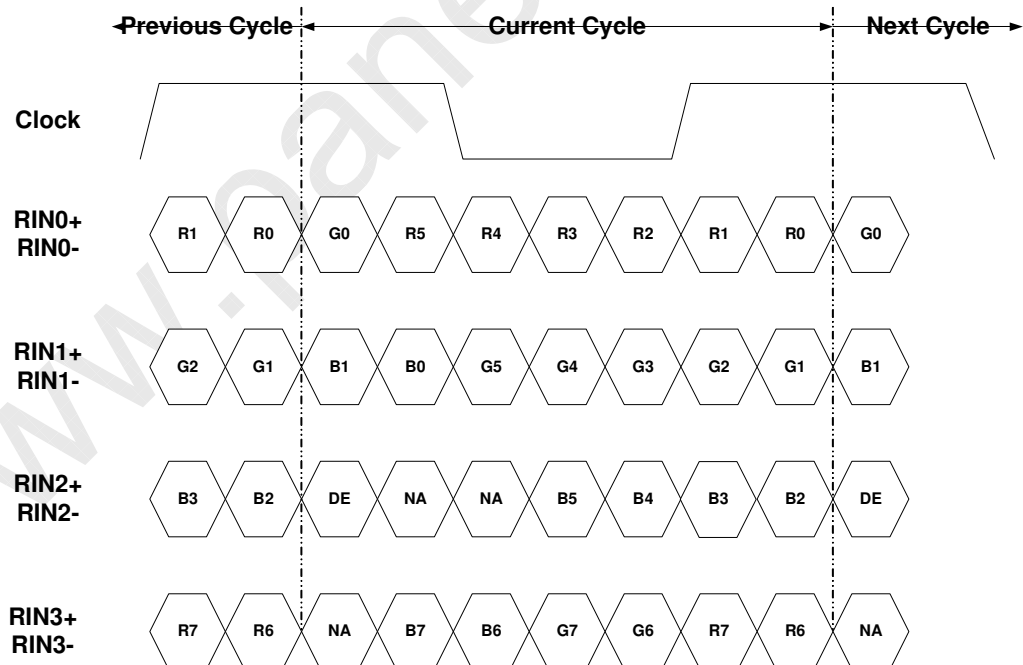 Previous Cycle Current Cycle Next Cycle
Clock
RIN0+
RIN0-
R1 R0 G0 R5 R4 R3 R2 R1 R0 G0
RIN1+
RIN1-
G2 G1 B1 B0 G5 G4 G3 G2 G1 B1
RIN2+
RIN2-
B3 B2 DE NA NA B5 B4 B3 B2 DE
RIN3+
RIN3-
R7 R6 NA B7 B6 G7 G6 R7 R6 NA
w.pane